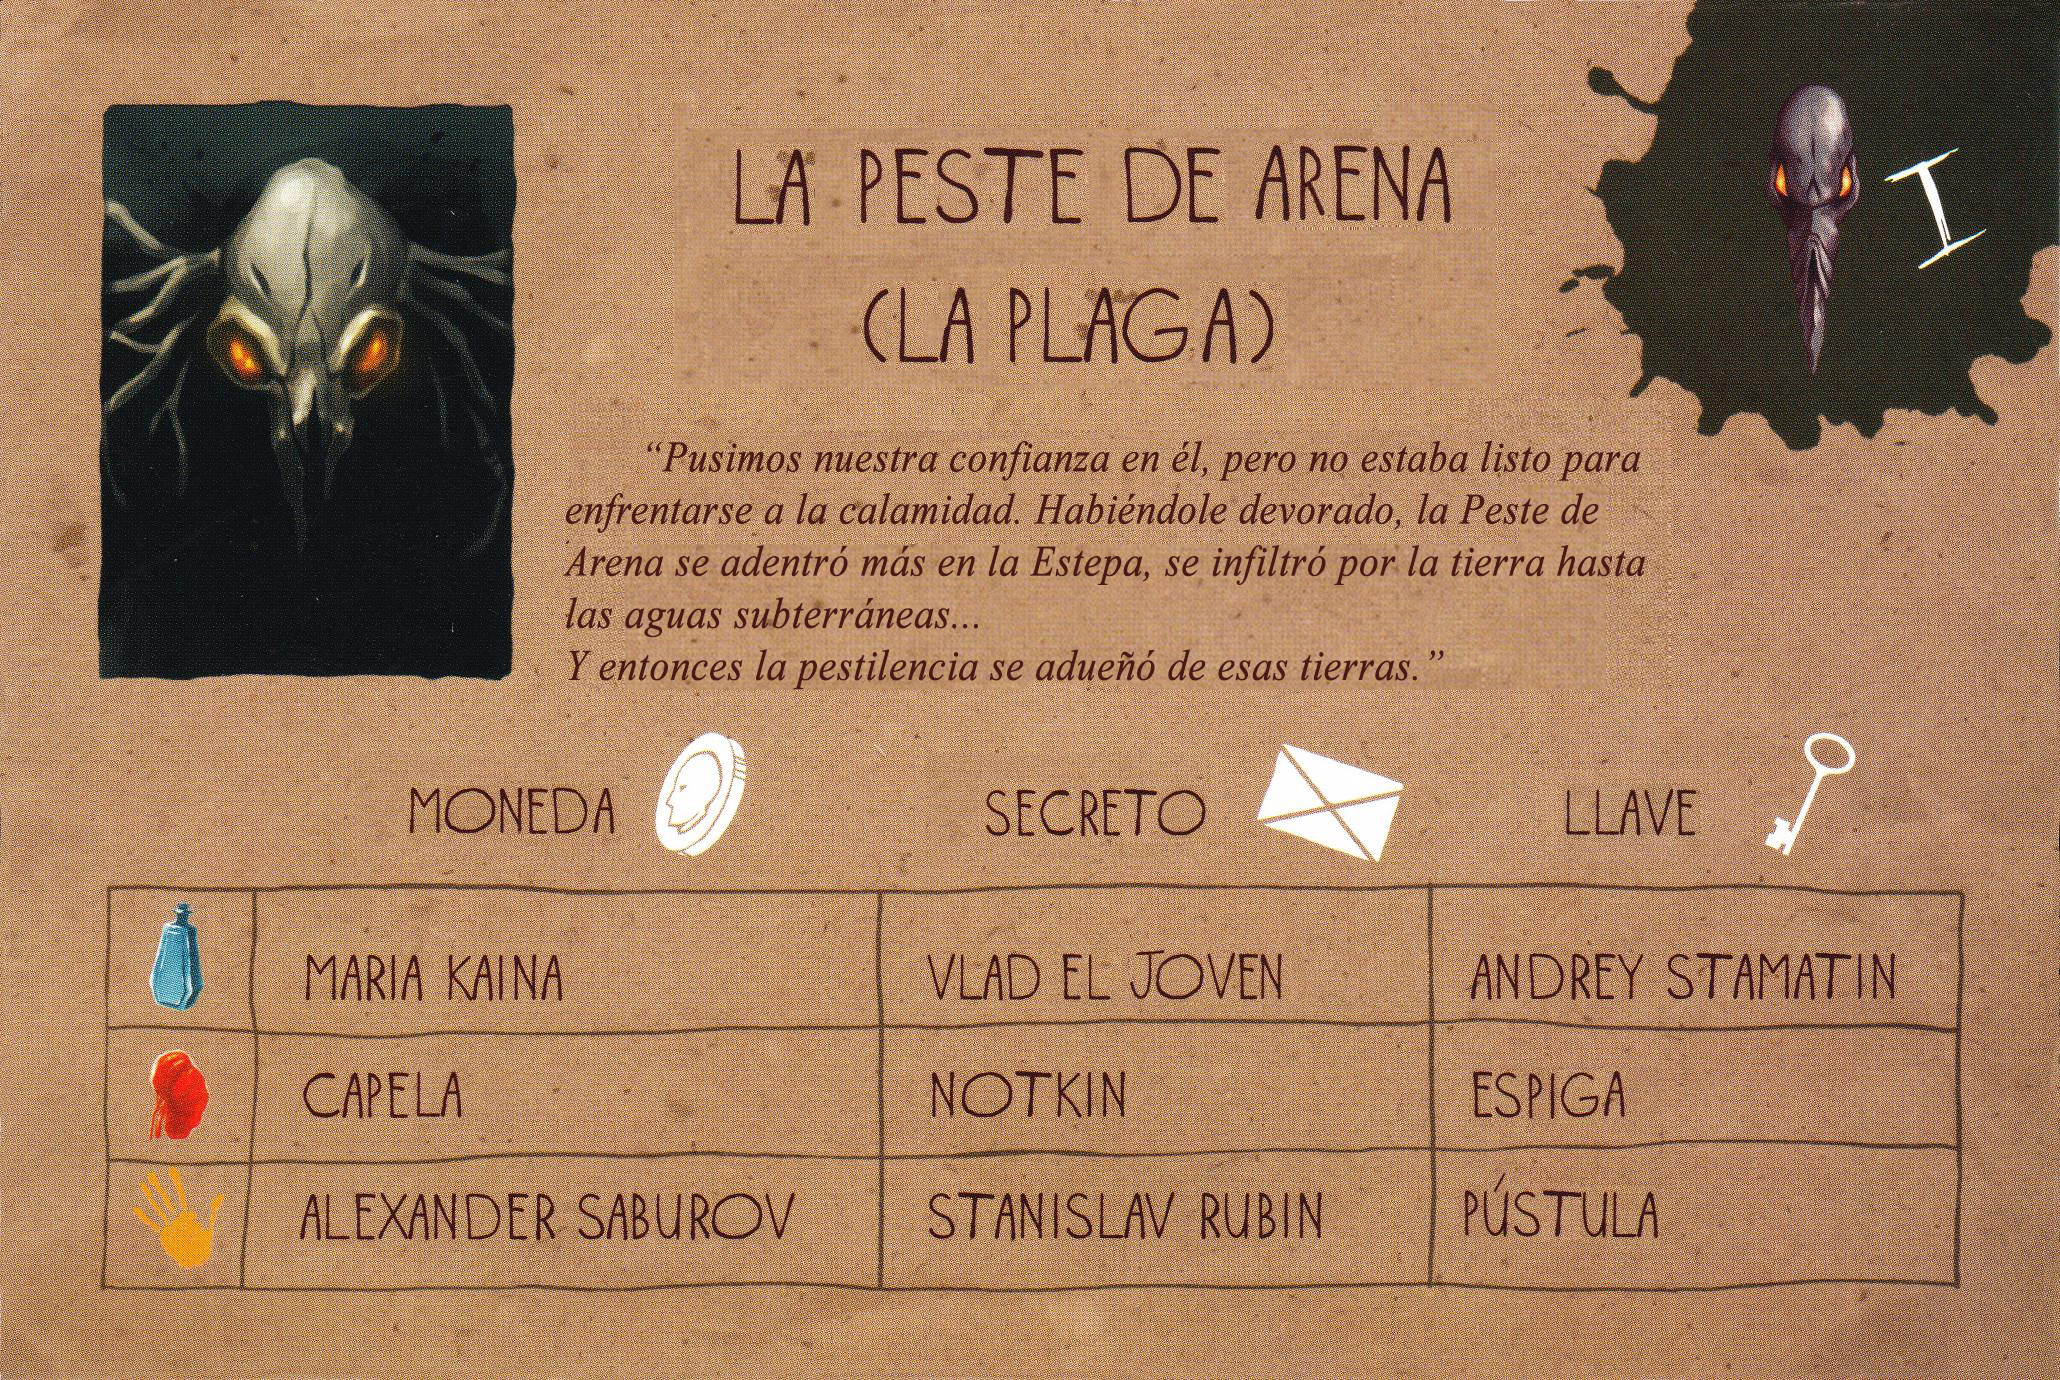 LA PESTE DE ARENA
(LA PLAGA)
I
“Pusimos nuestra confianza en él, pero no estaba listo para
enfrentarse a la calamidad. Habiéndole devorado, la Peste de
Arena se adentró más en la Estepa, se infiltró por la tierra hasta
las aguas subterráneas...
Y entonces la pestilencia se adueñó de esas tierras.”
MONEDA SECRETO LLAVE
MARIA KAINA VLAD EL JOVEN ANDREY STAMATIN
CAPELA NOTKIN ESPIGA
ALEXANDER SABUROV STANISLAV RUBIN PÚSTULA